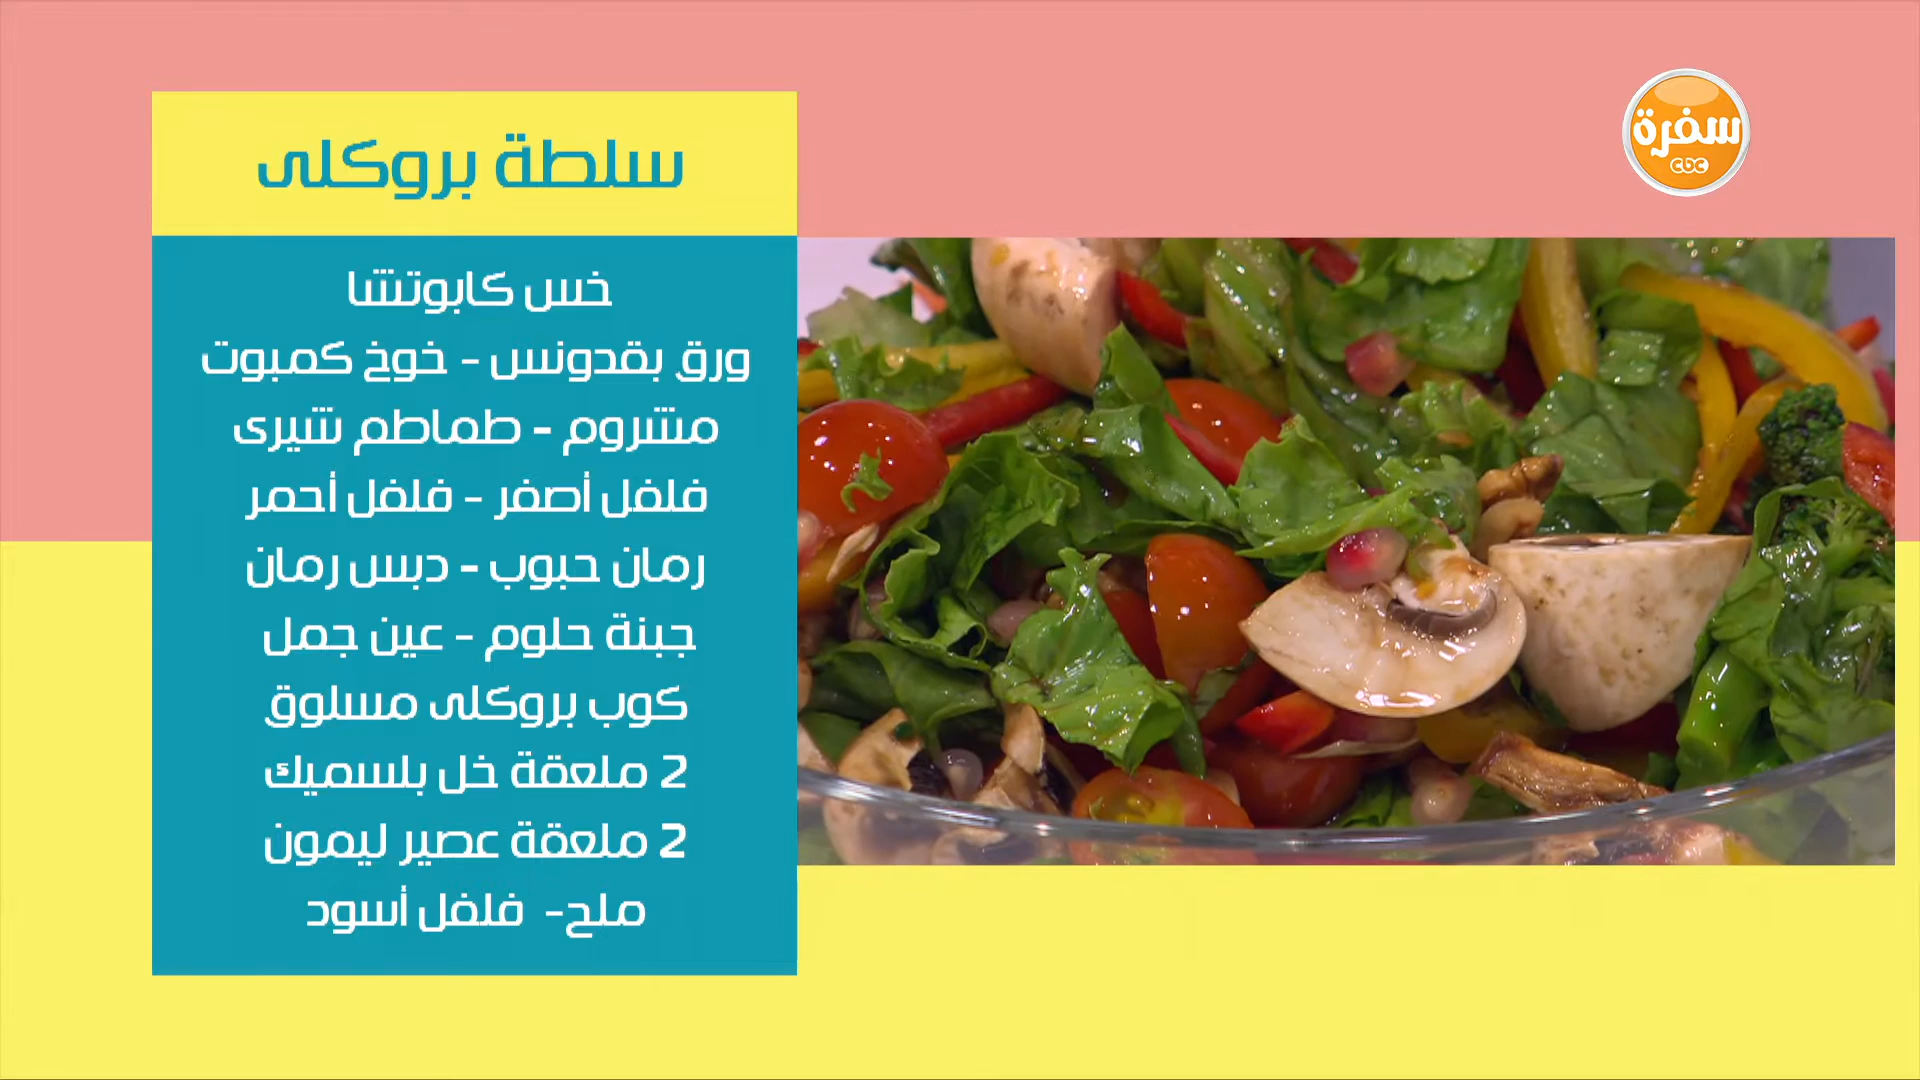 سلطة بروكلى
خس كابوتشا
ورق بقدونس - خوخ كمبوت
مشروم - طماطم شيرى
فلفل أصفر - فلفل أحمر
رمان حبوب - دبس رمان
جبنة حلوم - عين جمل
كوب بروكلى مسلوق
2 ملعقة خل بلسميك
2 ملعقة عصير ليمون
ملح- فلفل أسود
سفرة
cbc